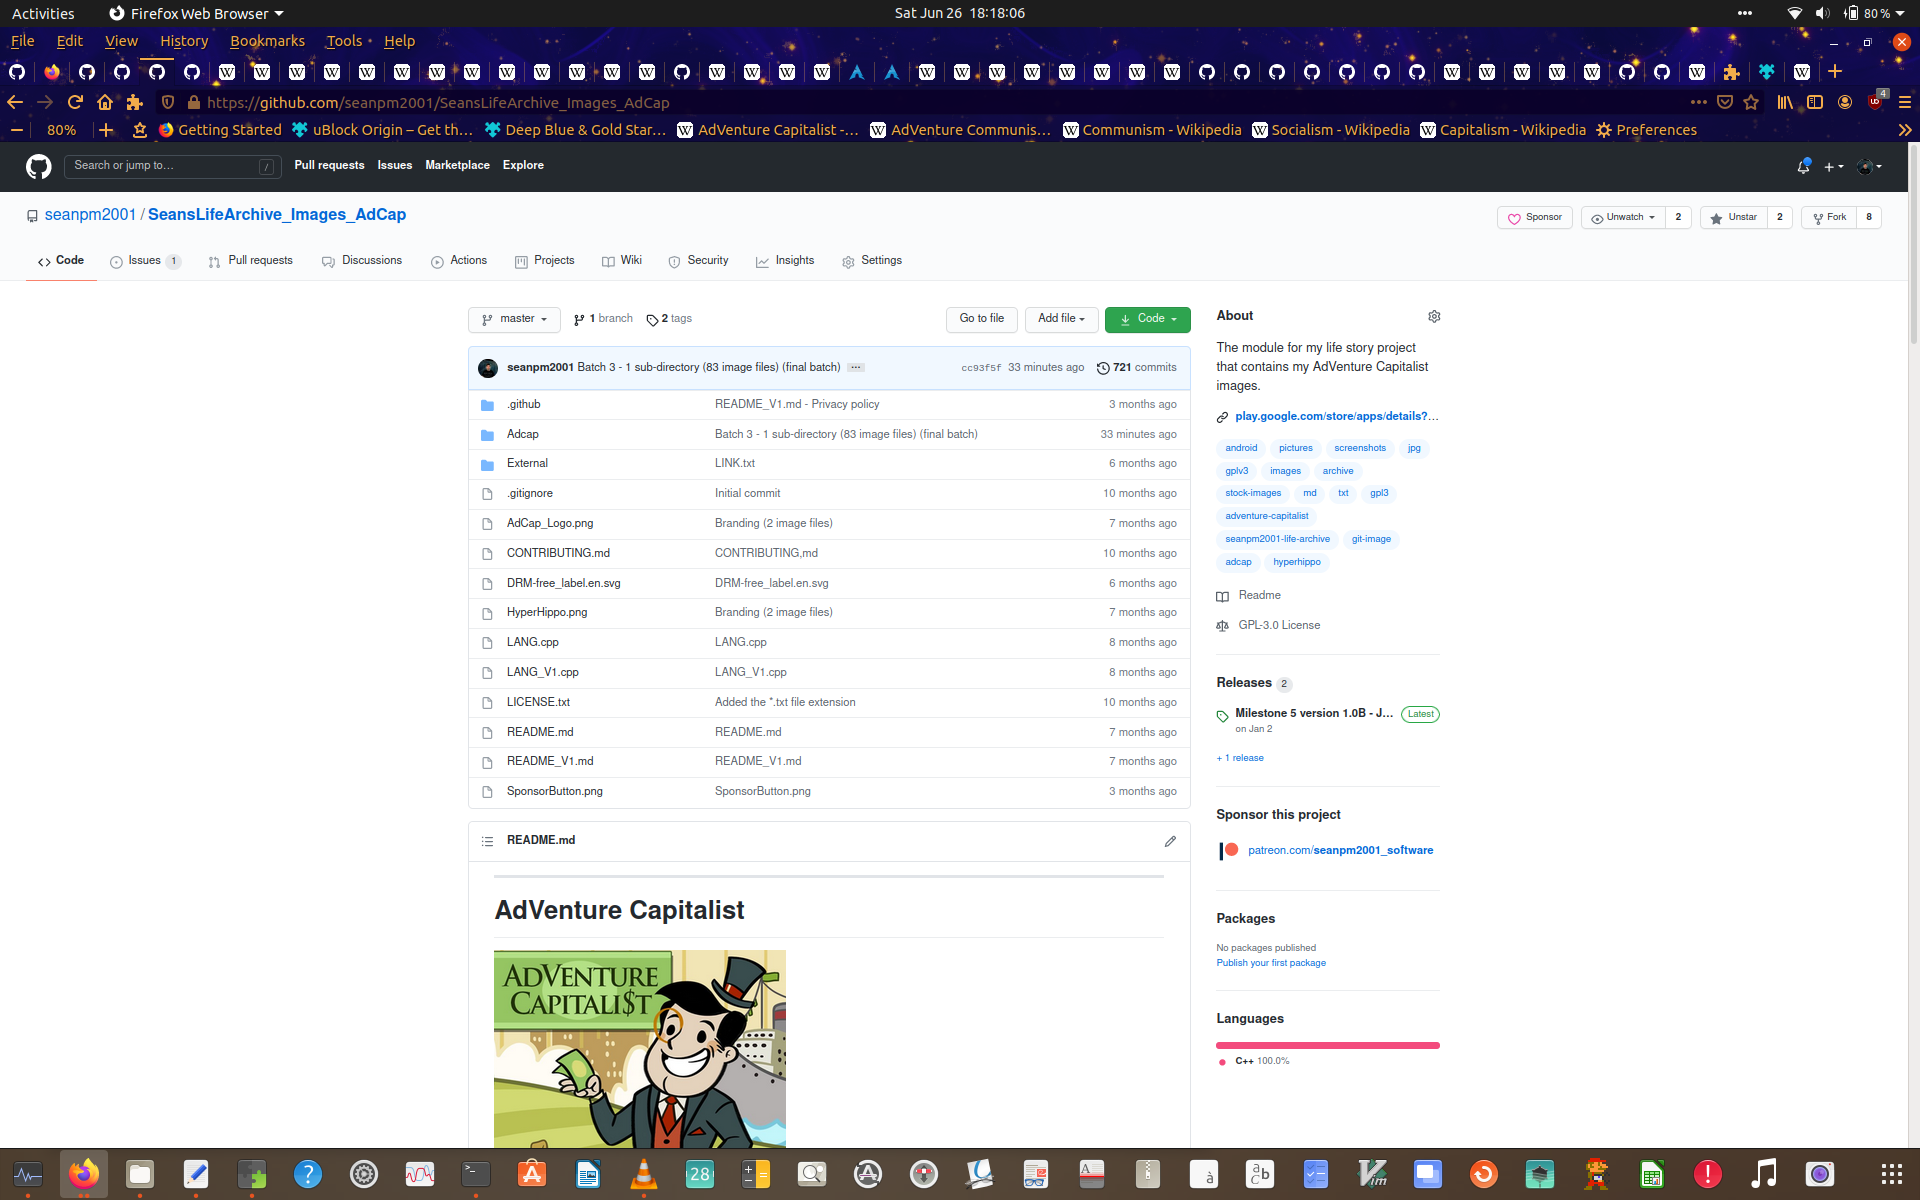 Activities
Firefox Web Browser
Sat Jun 26 18:18:06
80 %
File Edit View History Bookmarks Tools Help
https://github.com/seanpm2001/SeansLifeArchive_Images_AdCap
4
80%
Getting Started
uBlock Origin – Get th…
Deep Blue & Gold Star…
AdVenture Capitalist -…
AdVenture Communis…
Communism - Wikipedia
Socialism - Wikipedia
Capitalism - Wikipedia
Preferences
Search or jump to…
/
Pull requests Issues Marketplace Explore
seanpm2001 / SeansLifeArchive_Images_AdCap
Sponsor
Unwatch 2
Unstar 2
Fork 8
Code
Issues 1
Pull requests
Discussions
Actions
Projects
Wiki
Security
Insights
Settings
master
1 branch
2 tags
Go to file
Add file
Code
seanpm2001 Batch 3 - 1 sub-directory (83 image files) (final batch) … cc93f5f 33 minutes ago 721 commits
.github README_V1.md - Privacy policy 3 months ago
Adcap Batch 3 - 1 sub-directory (83 image files) (final batch) 33 minutes ago
External LINK.txt 6 months ago
.gitignore Initial commit 10 months ago
AdCap_Logo.png Branding (2 image files) 7 months ago
CONTRIBUTING.md CONTRIBUTING,md 10 months ago
DRM-free_label.en.svg DRM-free_label.en.svg 6 months ago
HyperHippo.png Branding (2 image files) 7 months ago
LANG.cpp LANG.cpp 8 months ago
LANG_V1.cpp LANG_V1.cpp 8 months ago
LICENSE.txt Added the *.txt file extension 10 months ago
README.md README.md 7 months ago
README_V1.md README_V1.md 7 months ago
SponsorButton.png SponsorButton.png 3 months ago
README.md
AdVenture Capitalist
ADVENTURE
CAPITALI$T
About
The module for my life story project
that contains my AdVenture Capitalist
images.
play.google.com/store/apps/details?…
android pictures screenshots jpg
gplv3 images archive
stock-images md txt gpl3
adventure-capitalist
seanpm2001-life-archive git-image
adcap hyperhippo
Readme
GPL-3.0 License
Releases 2
Milestone 5 version 1.0B - J… Latest
on Jan 2
+ 1 release
Sponsor this project
patreon.com/seanpm2001_software
Packages
No packages published
Publish your first package
Languages
C++ 100.0%
28